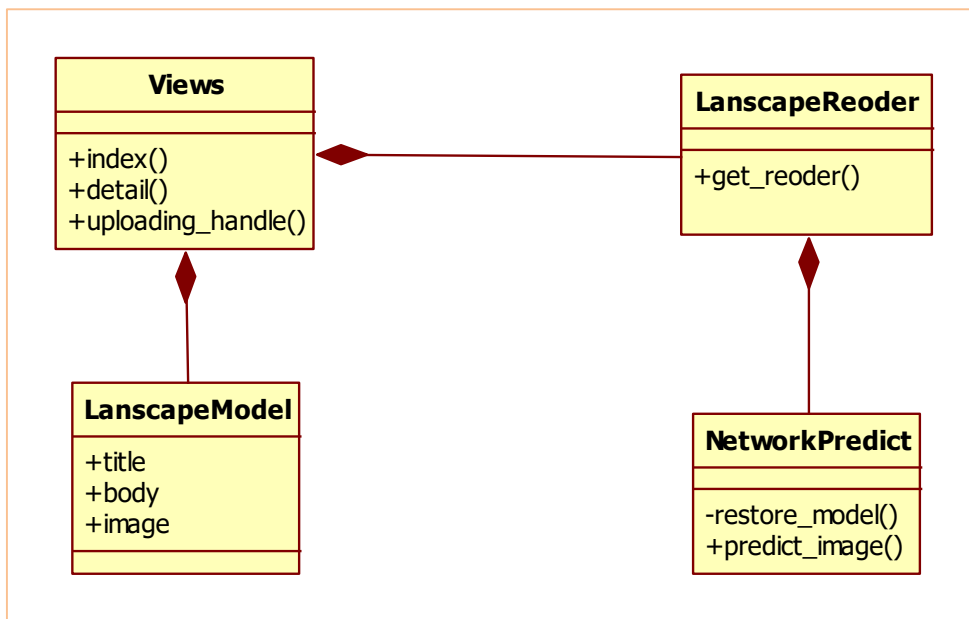 Views
+index()
+detail()
+uploading_handle()
LanscapeReoder
+get_reoder()
LanscapeModel
+title
+body
+image
NetworkPredict
-restore_model()
+predict_image()